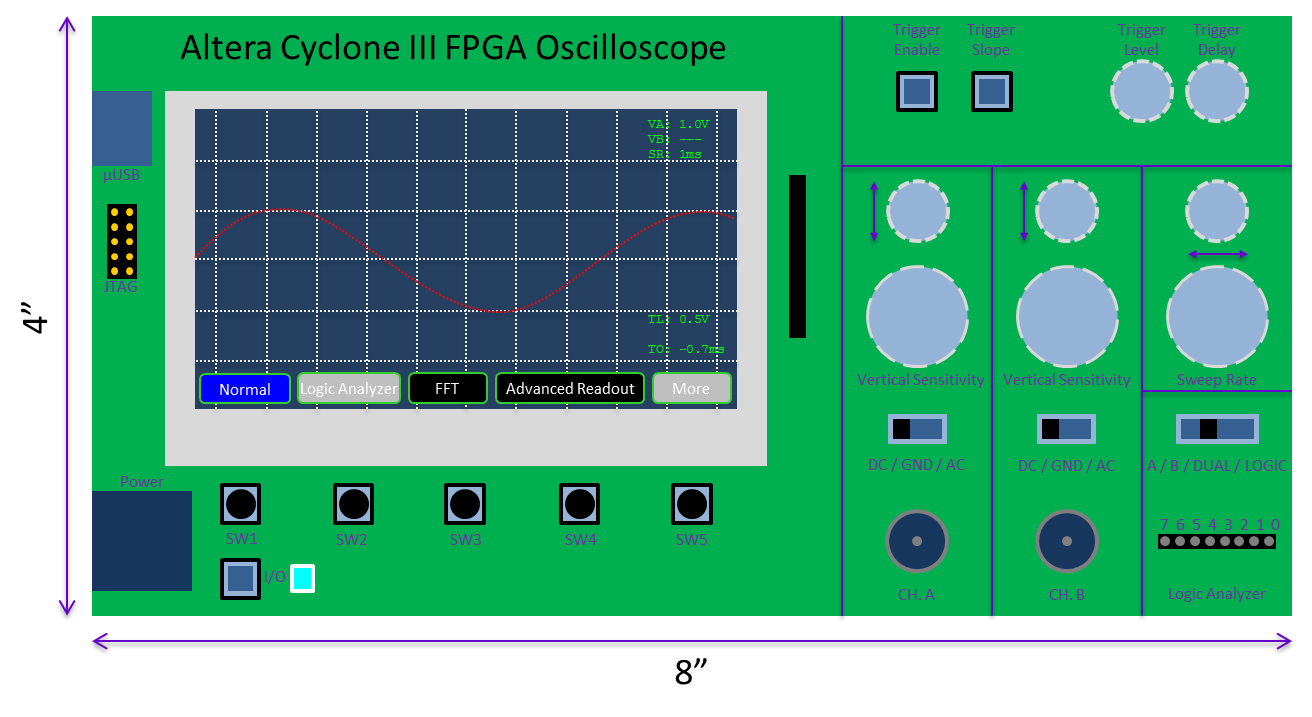 Altera Cyclone III FPGA Oscilloscope
Trigger
Enable
Trigger
Slope
Trigger
Level
Trigger
Delay
VA: 1.0V
VB: ---
SR: 1ms
µUSB
JTAG
4”
TL: 0.5V
TO: -0.7ms
Normal
Logic Analyzer
FFT
Advanced Readout
More
Vertical Sensitivity
Vertical Sensitivity
Sweep Rate
DC / GND / AC
DC / GND / AC
A / B / DUAL / LOGIC
Power
SW1
SW2
SW3
SW4
SW5
I/O
7 6 5 4 3 2 1 0
CH. A
CH. B
Logic Analyzer
8”